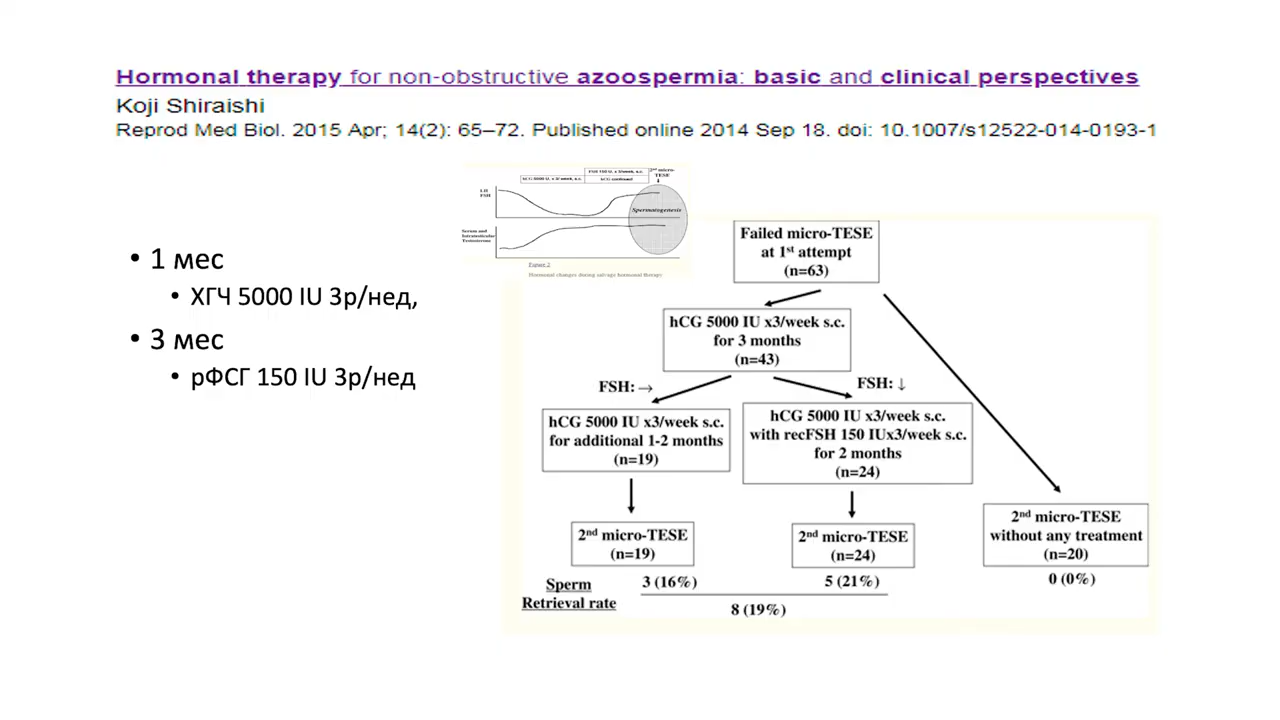 Hormonal therapy for non-obstructive azoospermia: basic and clinical perspectives
Koji Shiraishi
Reprod Med Biol. 2015 Apr; 14(2): 65–72. Published online 2014 Sep 18. doi: 10.1007/s12522-014-0193-1
• 1 мес
• ХГЧ 5000 IU 3р/нед,
• 3 мес
• рФСГ 150 IU 3р/нед
FSH 150 IU, x 3/week, s.c.
hCG 5000 IU, x 3/ week, s.c.
hCG continued
2nd micro-
TESE
LH
FSH
Spermatogenesis
Serum and
Intratesticular
Testosterone
Figure 2
Hormonal changes during salvage hormonal therapy
Failed micro-TESE
at 1st attempt
(n=63)
hCG 5000 IU x3/week s.c.
for 3 months
(n=43)
FSH: →
FSH: ↓
hCG 5000 IU x3/week s.c.
for additional 1-2 months
(n=19)
hCG 5000 IU x3/week s.c.
with recFSH 150 IUx3/week s.c.
for 2 months
(n=24)
2nd micro-TESE
(n=19)
2nd micro-TESE
(n=24)
2nd micro-TESE
without any treatment
(n=20)
Sperm
Retrieval rate
3 (16%)
5 (21%)
0 (0%)
8 (19%)